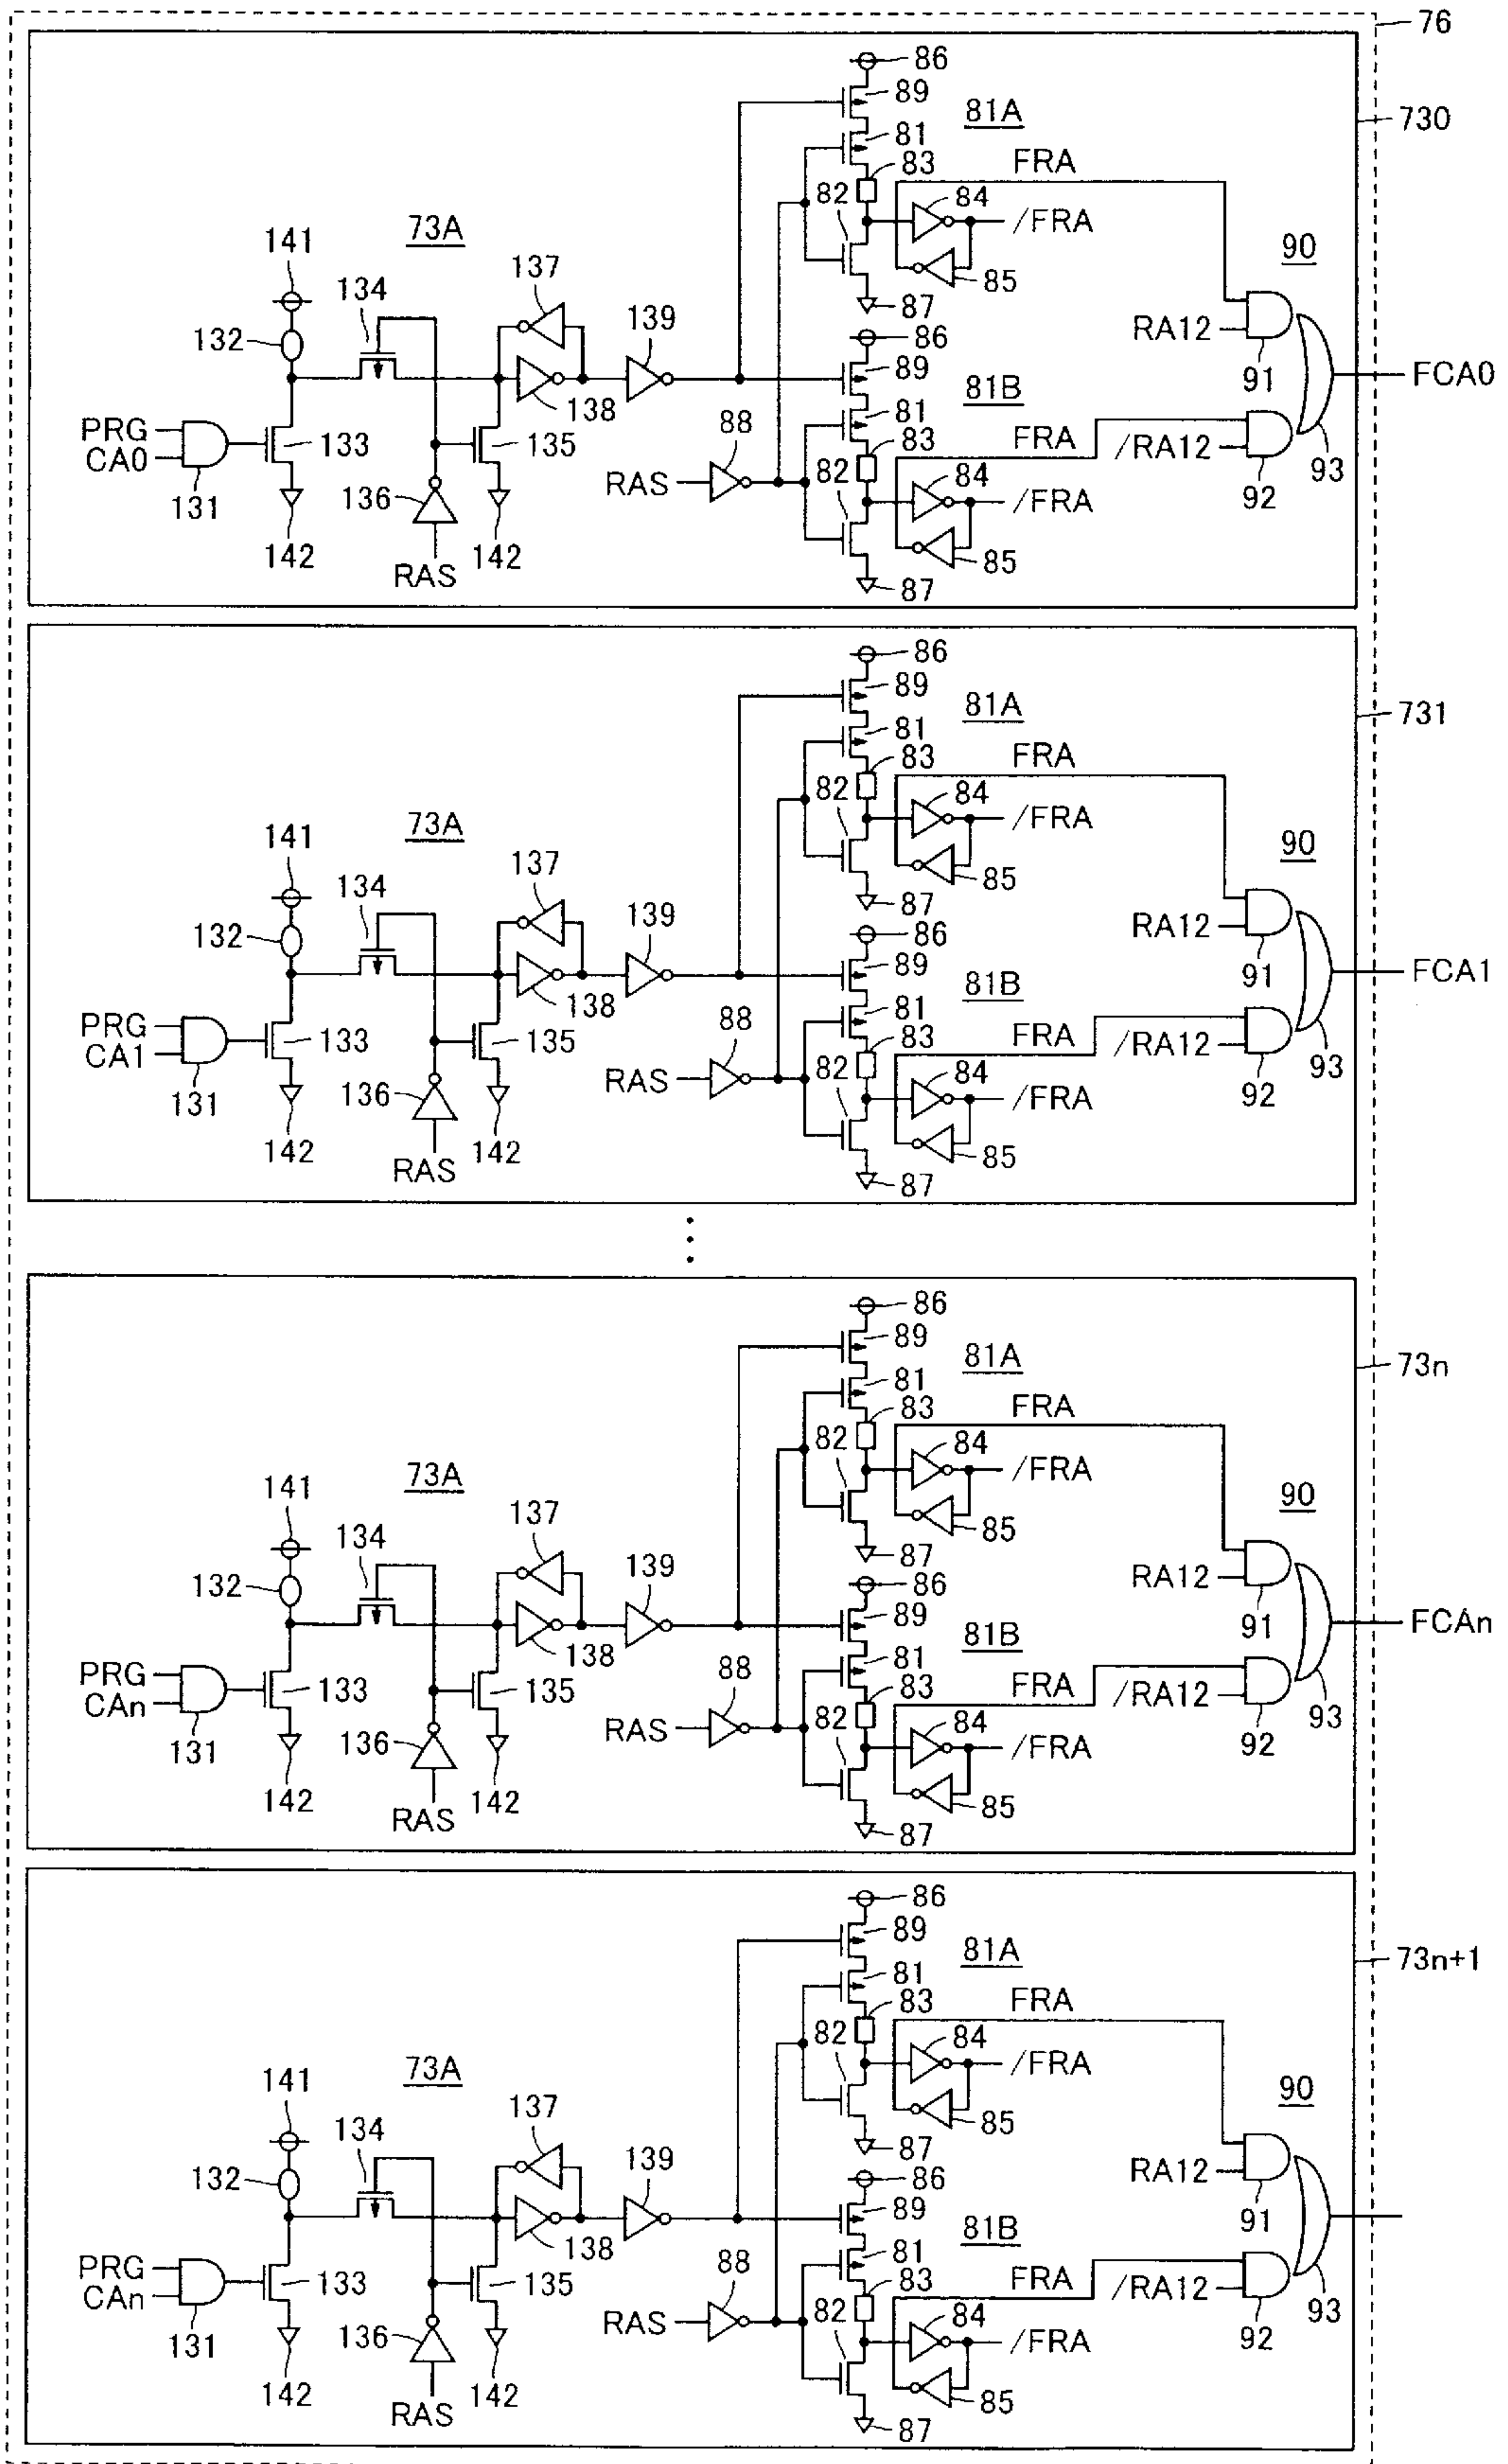 76
86
89
81A
730
81
83
FRA
82
84
/FRA
73A
141
137
85
90
134
139
87
132
86
RA12
89
91
FCA0
138
81B
81
PRG
CA0
133
135
88
83
FRA
/RA12
82
84
93
131
136
RAS
/FRA
92
142
142
85
RAS
87
86
89
81A
731
81
83
FRA
82
84
/FRA
73A
141
137
85
90
134
139
87
132
86
RA12
89
91
FCA1
138
81B
81
PRG
CA1
133
135
88
83
FRA
/RA12
82
84
93
131
136
RAS
/FRA
92
142
142
85
RAS
87
86
89
81A
73n
81
83
FRA
82
84
/FRA
73A
141
137
85
90
134
139
87
132
86
RA12
89
91
FCAn
138
81B
81
PRG
CAn
133
135
88
83
FRA
/RA12
82
84
93
131
136
RAS
/FRA
92
142
142
85
RAS
87
86
89
81A
73n+1
81
83
FRA
82
84
/FRA
73A
141
137
85
90
134
139
87
132
86
RA12
89
91
138
81B
81
PRG
CAn
133
135
88
83
FRA
/RA12
82
84
93
131
136
RAS
/FRA
92
142
142
85
RAS
87